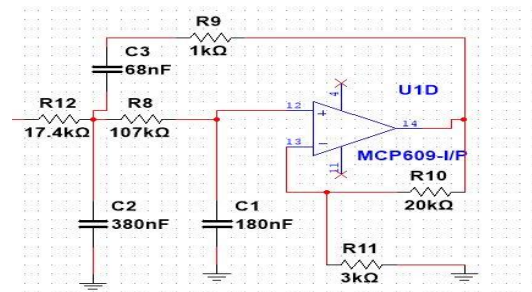 R9
1kΩ
C3
68nF
R12
17.4kΩ
R8
107kΩ
12
13
4
11
14
U1D
MCP609-I/P
R10
20kΩ
C2
380nF
C1
180nF
R11
3kΩ
+
−